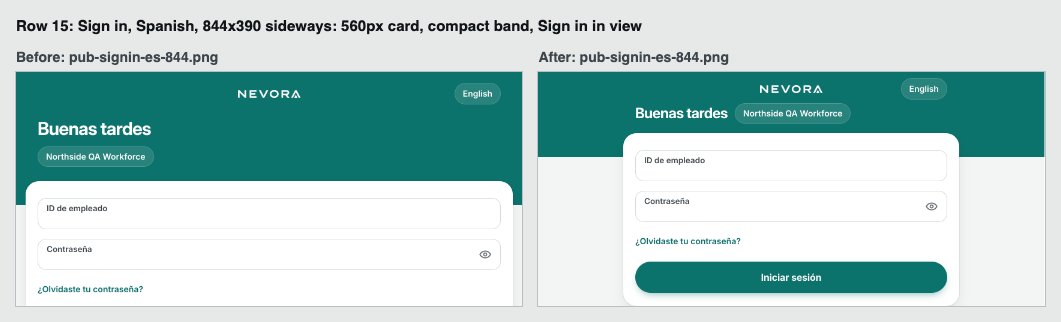 Row 15: Sign in, Spanish, 844x390 sideways: 560px card, compact band, Sign in in view
Before: pub-signin-es-844.png
NEVORA
English
Buenas tardes
Northside QA Workforce
ID de empleado
Contraseña
¿Olvidaste tu contraseña?
After: pub-signin-es-844.png
NEVORA
English
Buenas tardes
Northside QA Workforce
ID de empleado
Contraseña
¿Olvidaste tu contraseña?
Iniciar sesión